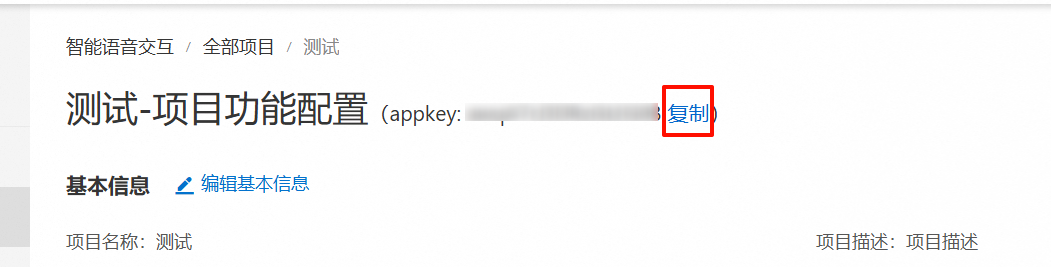 智能语音交互 / 全部项目 / 测试
测试-项目功能配置（appkey: 复制）
基本信息 编辑基本信息
项目名称：测试 项目描述：项目描述